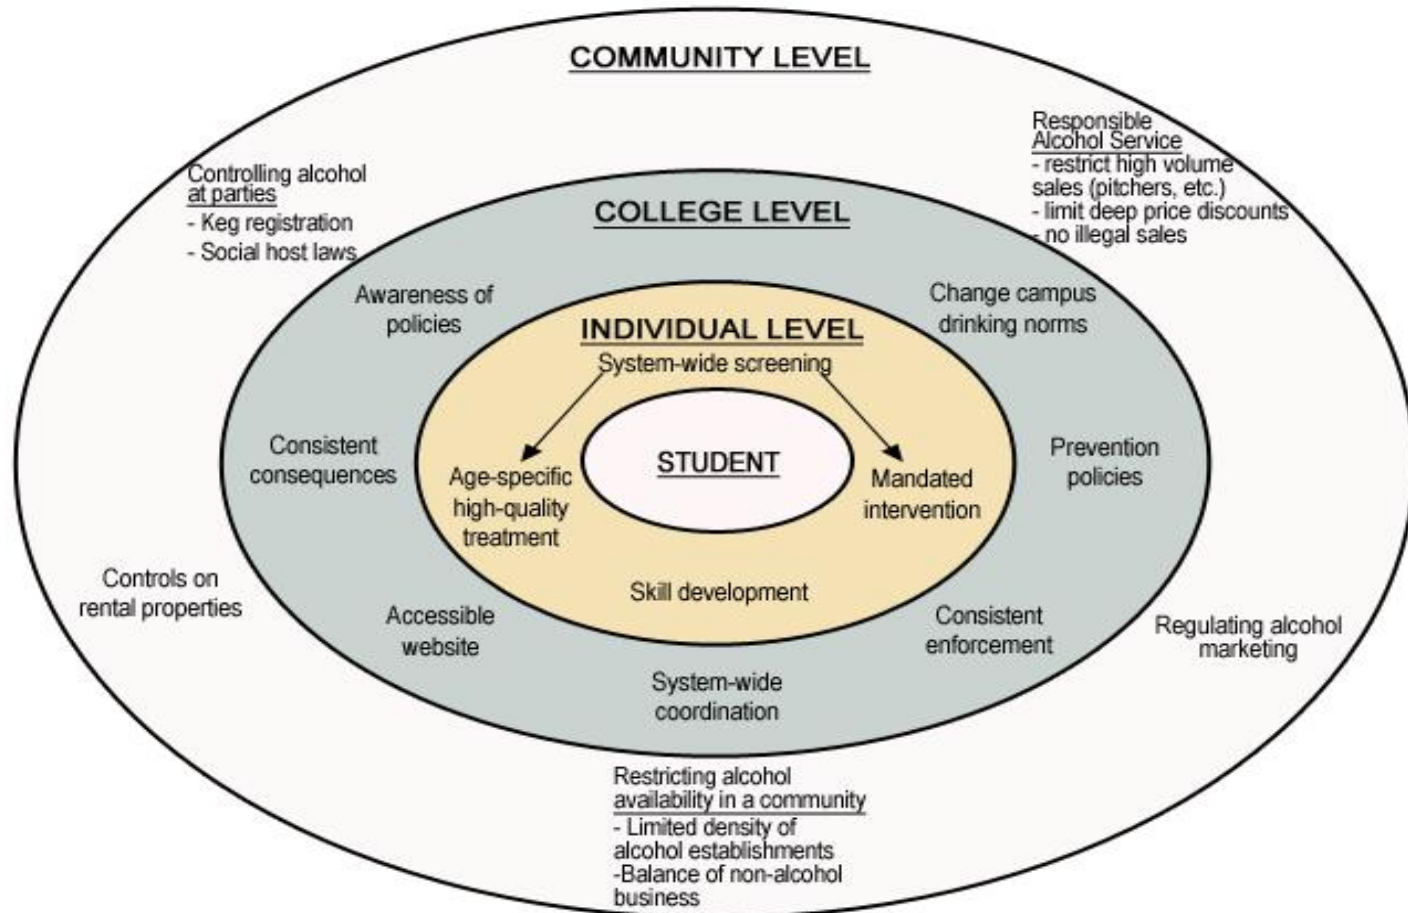 COMMUNITY LEVEL
Responsible
Alcohol Service
- restrict high volume
sales (pitchers, etc.)
- limit deep price discounts
- no illegal sales
Controlling alcohol
at parties
- Keg registration
- Social host laws
COLLEGE LEVEL
Awareness of
policies
Change campus
drinking norms
INDIVIDUAL LEVEL
System-wide screening
Consistent
consequences
Age-specific
high-quality
treatment
STUDENT
Mandated
intervention
Prevention
policies
Controls on
rental properties
Skill development
Accessible
website
Consistent
enforcement
Regulating alcohol
marketing
System-wide
coordination
Restricting alcohol
availability in a community
- Limited density of
alcohol establishments
-Balance of non-alcohol
business